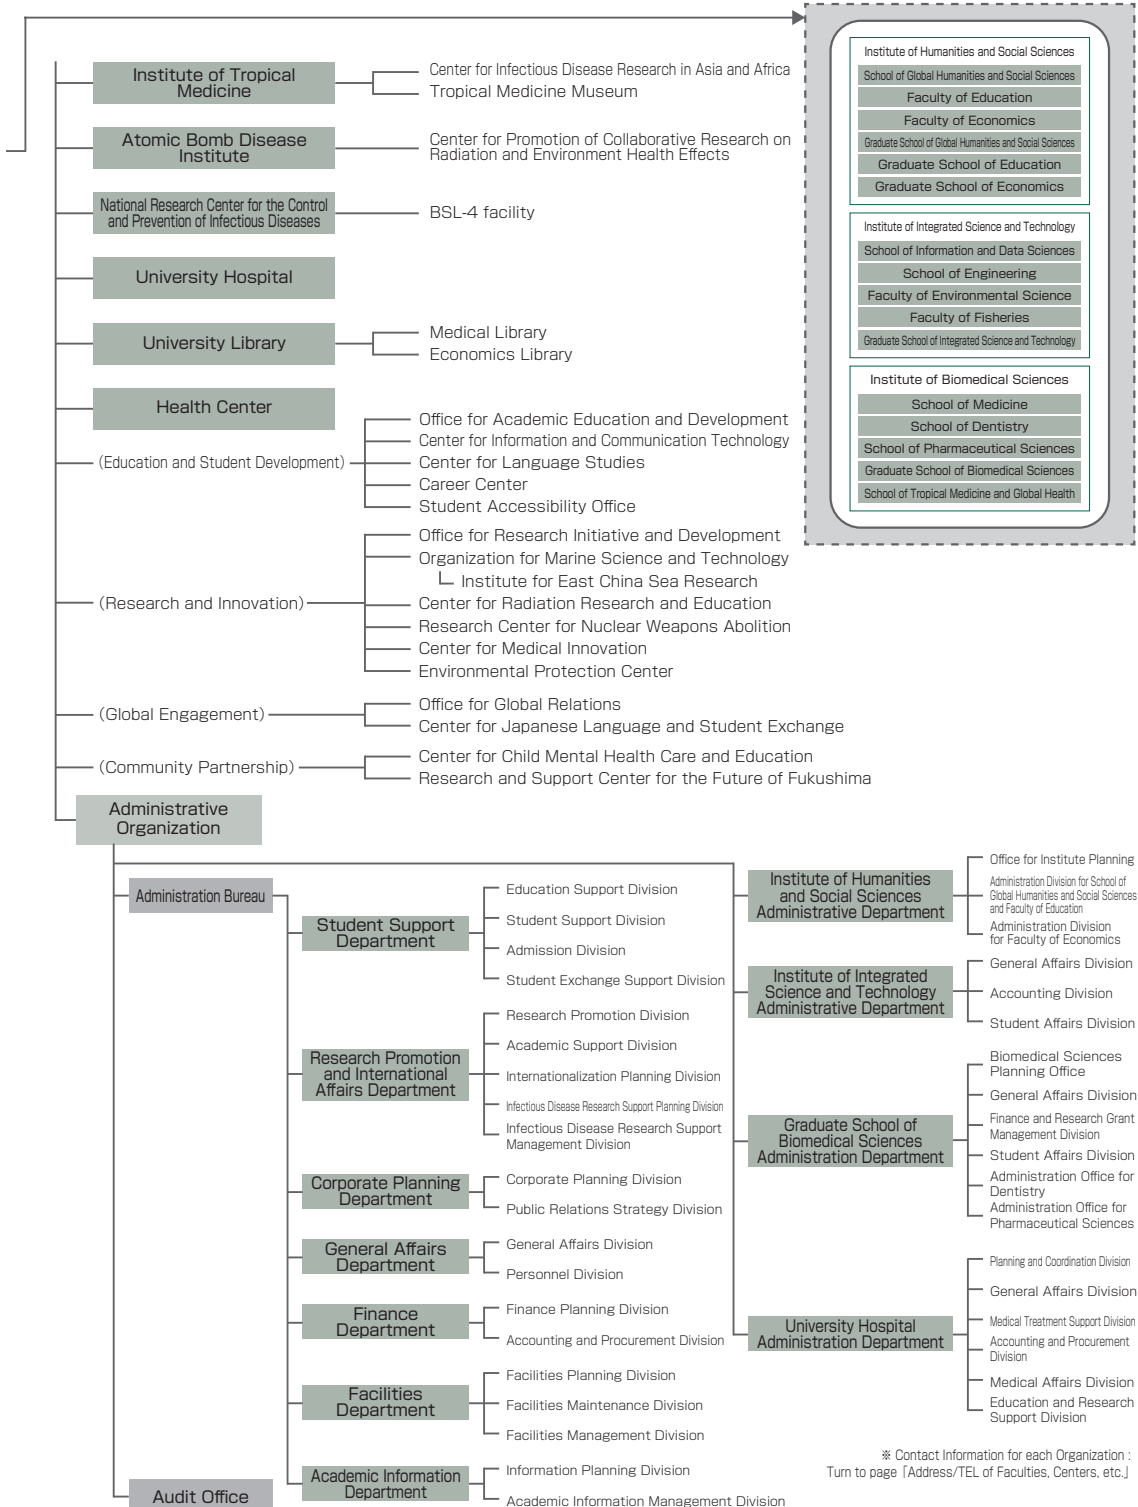 Institute of Tropical
Medicine
Center for Infectious Disease Research in Asia and Africa
Tropical Medicine Museum
Atomic Bomb Disease
Institute
Center for Promotion of Collaborative Research on
Radiation and Environment Health Effects
National Research Center for the Control
and Prevention of Infectious Diseases
BSL-4 facility
University Hospital
University Library
Medical Library
Economics Library
Health Center
(Education and Student Development)
Office for Academic Education and Development
Center for Information and Communication Technology
Center for Language Studies
Career Center
Student Accessibility Office
(Research and Innovation)
Office for Research Initiative and Development
Organization for Marine Science and Technology
Institute for East China Sea Research
Center for Radiation Research and Education
Research Center for Nuclear Weapons Abolition
Center for Medical Innovation
Environmental Protection Center
(Global Engagement)
Office for Global Relations
Center for Japanese Language and Student Exchange
(Community Partnership)
Center for Child Mental Health Care and Education
Research and Support Center for the Future of Fukushima
Institute of Humanities and Social Sciences
School of Global Humanities and Social Sciences
Faculty of Education
Faculty of Economics
Graduate School of Global Humanities and Social Sciences
Graduate School of Education
Graduate School of Economics
Institute of Integrated Science and Technology
School of Information and Data Sciences
School of Engineering
Faculty of Environmental Science
Faculty of Fisheries
Graduate School of Integrated Science and Technology
Institute of Biomedical Sciences
School of Medicine
School of Dentistry
School of Pharmaceutical Sciences
Graduate School of Biomedical Sciences
School of Tropical Medicine and Global Health
Administrative
Organization
Administration Bureau
Student Support
Department
Education Support Division
Student Support Division
Admission Division
Student Exchange Support Division
Research Promotion
and International
Affairs Department
Research Promotion Division
Academic Support Division
Internationalization Planning Division
Infectious Disease Research Support Planning Division
Infectious Disease Research Support
Management Division
Corporate Planning
Department
Corporate Planning Division
Public Relations Strategy Division
General Affairs
Department
General Affairs Division
Personnel Division
Finance
Department
Finance Planning Division
Accounting and Procurement Division
Facilities
Department
Facilities Planning Division
Facilities Maintenance Division
Facilities Management Division
Academic Information
Department
Information Planning Division
Academic Information Management Division
Audit Office
Institute of Humanities
and Social Sciences
Administrative Department
Office for Institute Planning
Administration Division for School of
Global Humanities and Social Sciences
and Faculty of Education
Administration Division
for Faculty of Economics
Institute of Integrated
Science and Technology
Administrative Department
General Affairs Division
Accounting Division
Student Affairs Division
Graduate School of
Biomedical Sciences
Administration Department
Biomedical Sciences
Planning Office
General Affairs Division
Finance and Research Grant
Management Division
Student Affairs Division
Administration Office for
Dentistry
Administration Office for
Pharmaceutical Sciences
University Hospital
Administration Department
Planning and Coordination Division
General Affairs Division
Medical Treatment Support Division
Accounting and Procurement
Division
Medical Affairs Division
Education and Research
Support Division
※ Contact Information for each Organization :
Turn to page「Address/TEL of Faculties, Centers, etc.」